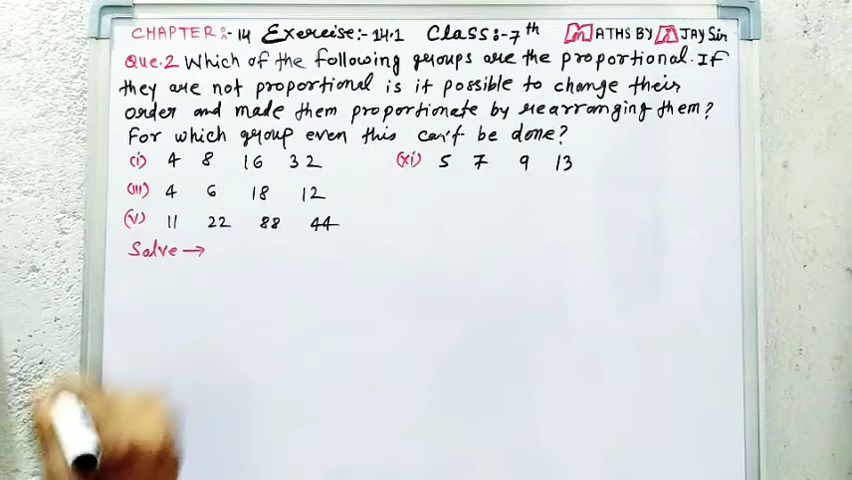 CHAPTER:-14 Exercise:-14.1 Class:-7th MATHS BY AJAY Sir
Que.2 Which of the following groups are the proportional. If
they are not proportional is it possible to change their
order and made them proportionate by rearranging them?
For which group even this can't be done?
(i) 4 8 16 32 (xi) 5 7 9 13
(iii) 4 6 18 12
(v) 11 22 88 44
Solve →